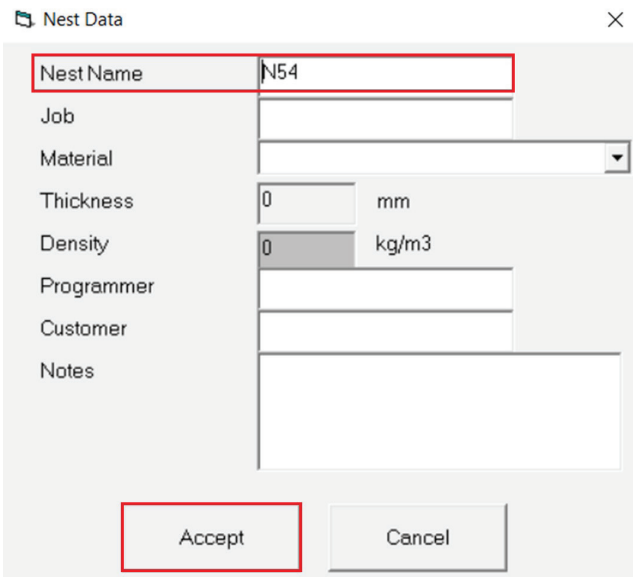 Nest Data
Nest Name N54
Job
Material
Thickness 0 mm
Density 0 kg/m3
Programmer
Customer
Notes
Accept Cancel